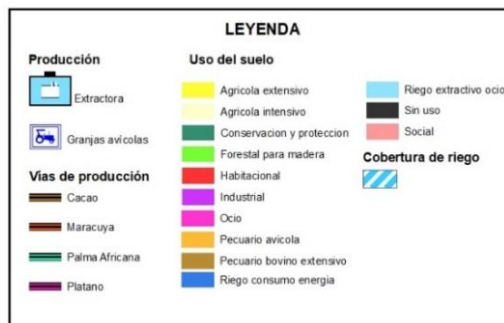 LEYENDA
Producción
Extractora
Granjas avícolas
Vías de producción
Cacao
Maracuya
Palma Africana
Platano
Uso del suelo
Agricola extensivo
Agricola intensivo
Conservacion y proteccion
Forestal para madera
Habitacional
Industrial
Ocio
Pecuario avicola
Pecuario bovino extensivo
Riego consumo energia
Riego extractivo ocio
Sin uso
Social
Cobertura de riego